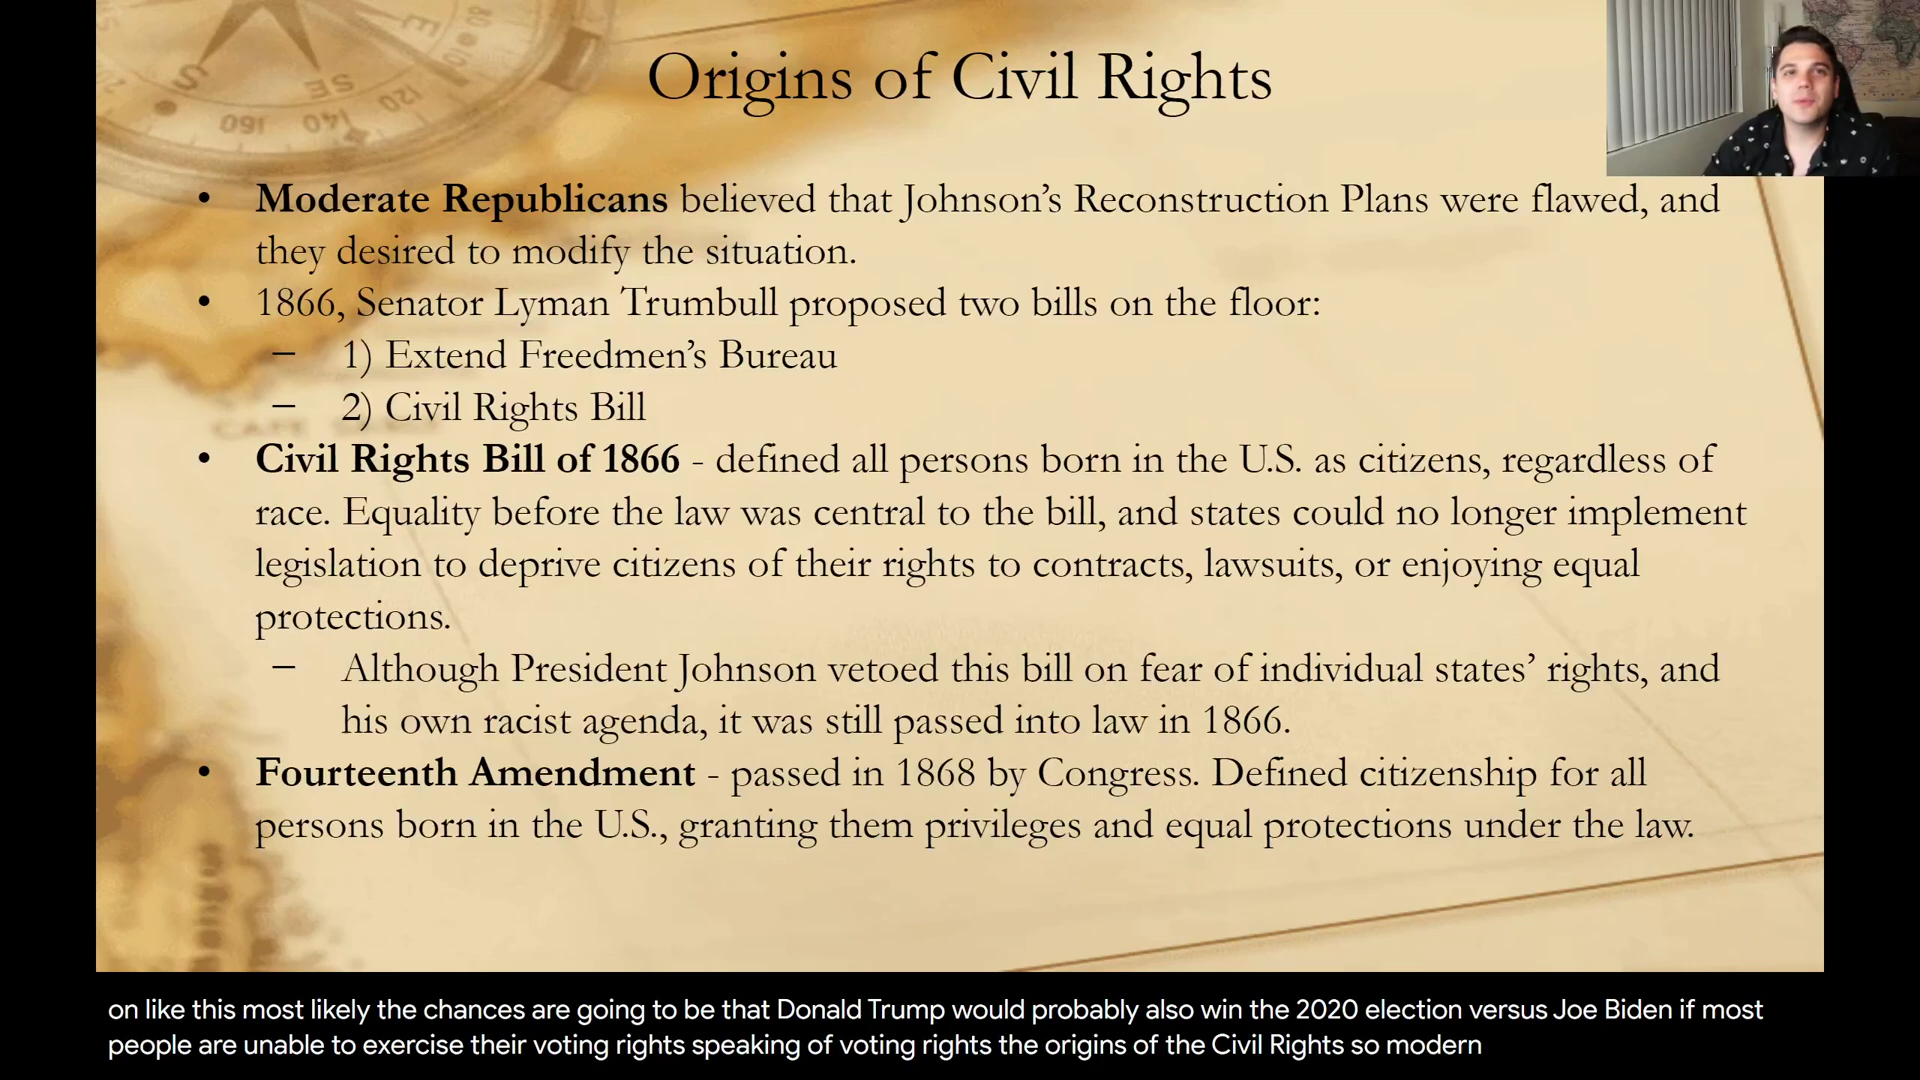 Origins of Civil Rights
• Moderate Republicans believed that Johnson’s Reconstruction Plans were flawed, and
they desired to modify the situation.
• 1866, Senator Lyman Trumbull proposed two bills on the floor:
– 1) Extend Freedmen’s Bureau
– 2) Civil Rights Bill
• Civil Rights Bill of 1866 - defined all persons born in the U.S. as citizens, regardless of
race. Equality before the law was central to the bill, and states could no longer implement
legislation to deprive citizens of their rights to contracts, lawsuits, or enjoying equal
protections.
– Although President Johnson vetoed this bill on fear of individual states’ rights, and
his own racist agenda, it was still passed into law in 1866.
• Fourteenth Amendment - passed in 1868 by Congress. Defined citizenship for all
persons born in the U.S., granting them privileges and equal protections under the law.
S
SE
E
160
140
120
80
on like this most likely the chances are going to be that Donald Trump would probably also win the 2020 election versus Joe Biden if most
people are unable to exercise their voting rights speaking of voting rights the origins of the Civil Rights so modern